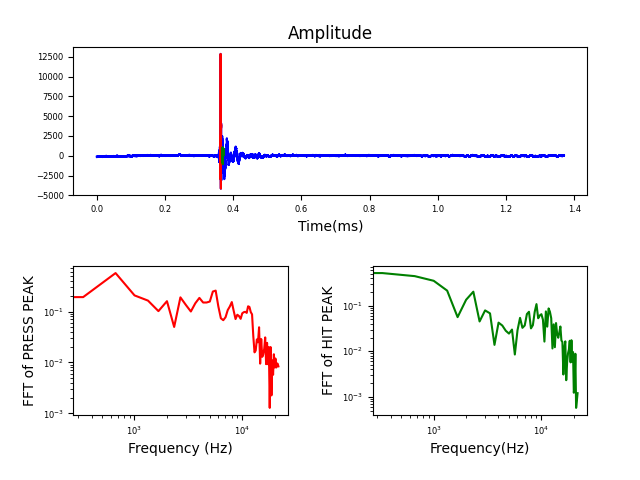 Amplitude
12500
10000
7500
5000
2500
0
−2500
−5000
0.0 0.2 0.4 0.6 0.8 1.0 1.2 1.4
Time(ms)
FFT of PRESS PEAK
10⁻¹
10⁻²
10⁻³
10³ 10⁴
Frequency (Hz)
FFT of HIT PEAK
10⁻¹
10⁻²
10⁻³
10³ 10⁴
Frequency(Hz)